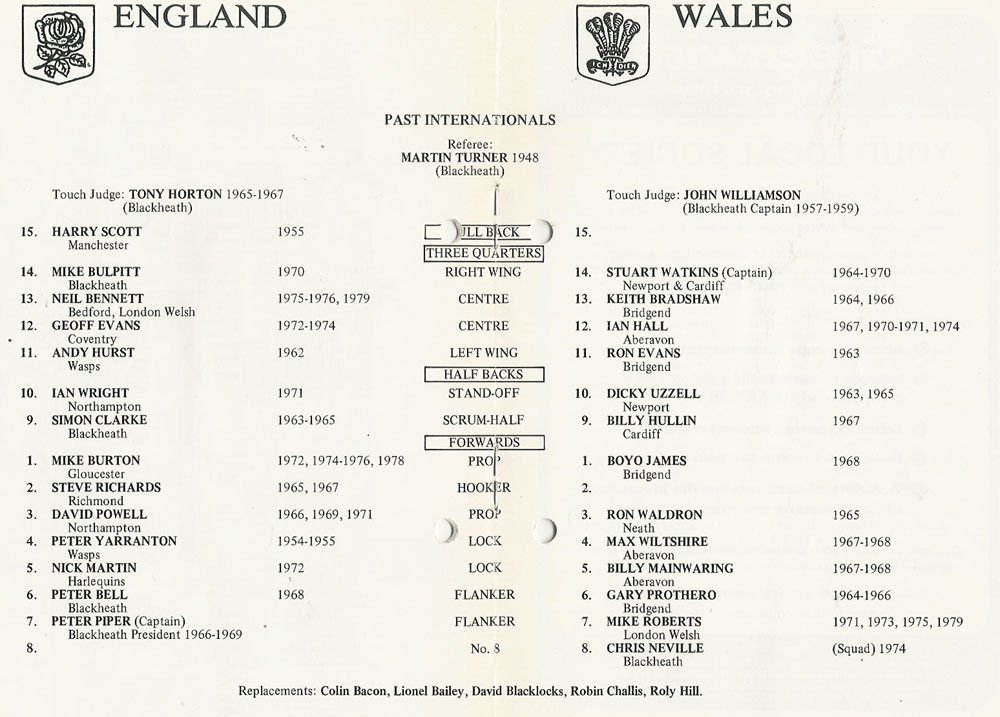 ENGLAND
WALES
ICH DIEN
PAST INTERNATIONALS
Referee:
MARTIN TURNER 1948
(Blackheath)
Touch Judge: TONY HORTON 1965-1967
(Blackheath)
Touch Judge: JOHN WILLIAMSON
(Blackheath Captain 1957-1959)
15. HARRY SCOTT 1955 ULL BACK 15.
Manchester
THREE QUARTERS
14. MIKE BULPITT 1970 RIGHT WING 14. STUART WATKINS (Captain) 1964-1970
Blackheath Newport & Cardiff
13. NEIL BENNETT 1975-1976, 1979 CENTRE 13. KEITH BRADSHAW 1964, 1966
Bedford, London Welsh Bridgend
12. GEOFF EVANS 1972-1974 CENTRE 12. IAN HALL 1967, 1970-1971, 1974
Coventry Aberavon
11. ANDY HURST 1962 LEFT WING 11. RON EVANS 1963
Wasps Bridgend
HALF BACKS
10. IAN WRIGHT 1971 STAND-OFF 10. DICKY UZZELL 1963, 1965
Northampton Newport
9. SIMON CLARKE 1963-1965 SCRUM-HALF 9. BILLY HULLIN 1967
Blackheath Cardiff
FORWARDS
1. MIKE BURTON 1972, 1974-1976, 1978 PROP 1. BOYO JAMES 1968
Gloucester Bridgend
2. STEVE RICHARDS 1965, 1967 HOOKER 2.
Richmond
3. DAVID POWELL 1966, 1969, 1971 PROP 3. RON WALDRON 1965
Northampton Neath
4. PETER YARRANTON 1954-1955 LOCK 4. MAX WILTSHIRE 1967-1968
Wasps Aberavon
5. NICK MARTIN 1972 LOCK 5. BILLY MAINWARING 1967-1968
Harlequins Aberavon
6. PETER BELL 1968 FLANKER 6. GARY PROTHERO 1964-1966
Blackheath Bridgend
7. PETER PIPER (Captain) FLANKER 7. MIKE ROBERTS 1971, 1973, 1975, 1979
Blackheath President 1966-1969 London Welsh
8. No. 8 8. CHRIS NEVILLE (Squad) 1974
Blackheath
Replacements: Colin Bacon, Lionel Bailey, David Blacklocks, Robin Challis, Roly Hill.